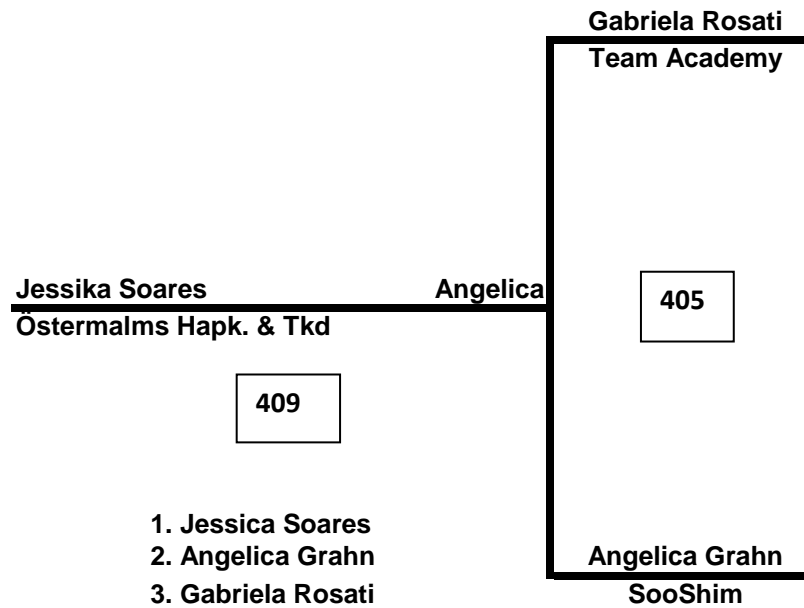 Gabriela Rosati
Team Academy
Jessika Soares Angelica
Östermalms Hapk. & Tkd
405
409
1. Jessica Soares
2. Angelica Grahn
3. Gabriela Rosati
Angelica Grahn
SooShim